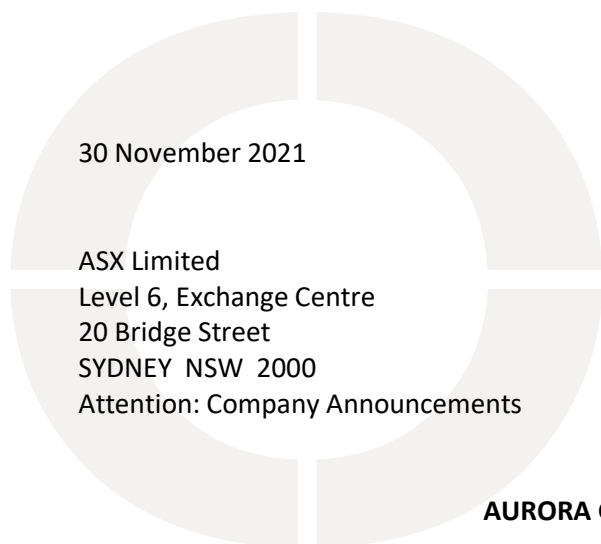 30 November 2021
ASX Limited
Level 6, Exchange Centre
20 Bridge Street
SYDNEY NSW 2000
Attention: Company Announcements
AURORA